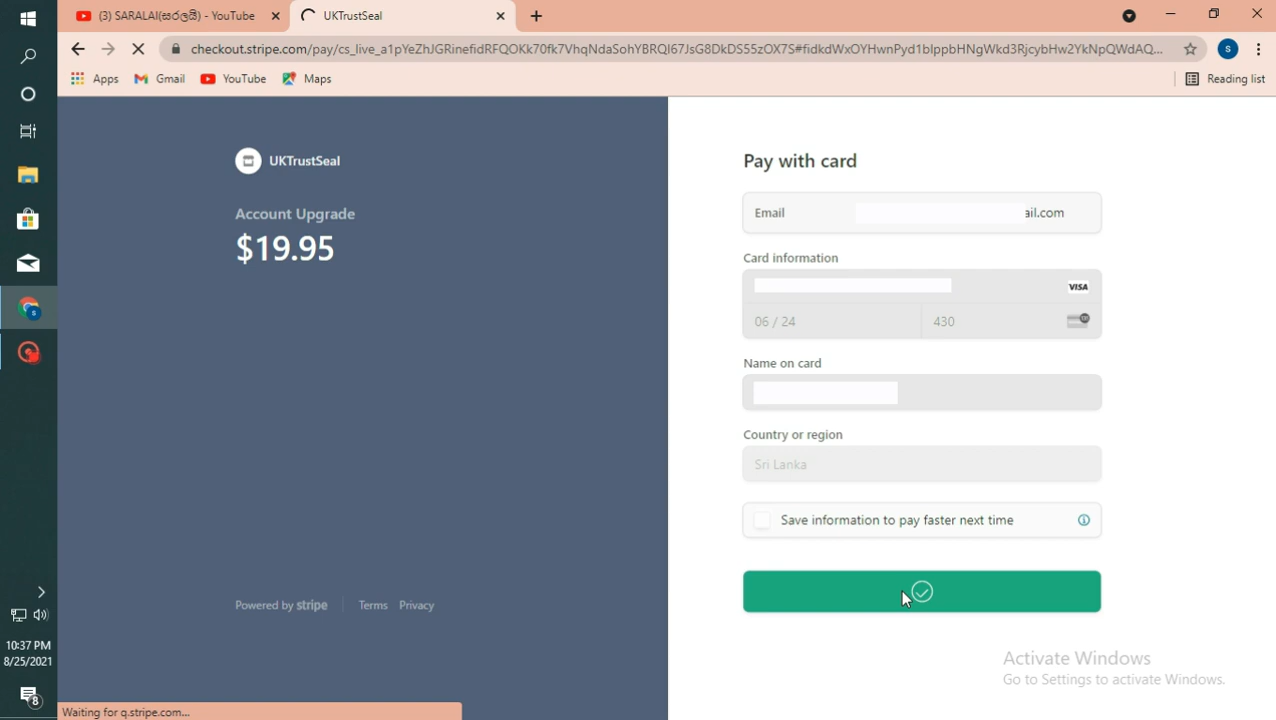 (3) SARALAI(සරලයි) - YouTube
UKTrustSeal
checkout.stripe.com/pay/cs_live_a1pYeZhJGRinefidRFQOKk70fk7VhqNdaSohYBRQI67JsG8DkDS55zOX7S#fidkdWxOYHwnPyd1blppbHNgWkd3RjcybHw2YkNpQWdAQ...
S
Apps
Gmail
YouTube
Maps
Reading list
UKTrustSeal
Account Upgrade
$19.95
Powered by stripe
Terms
Privacy
Pay with card
Email
ail.com
Card information
VISA
06 / 24
430
Name on card
Country or region
Sri Lanka
Save information to pay faster next time
Activate Windows
Go to Settings to activate Windows.
10:37 PM
8/25/2021
8
Waiting for q.stripe.com...